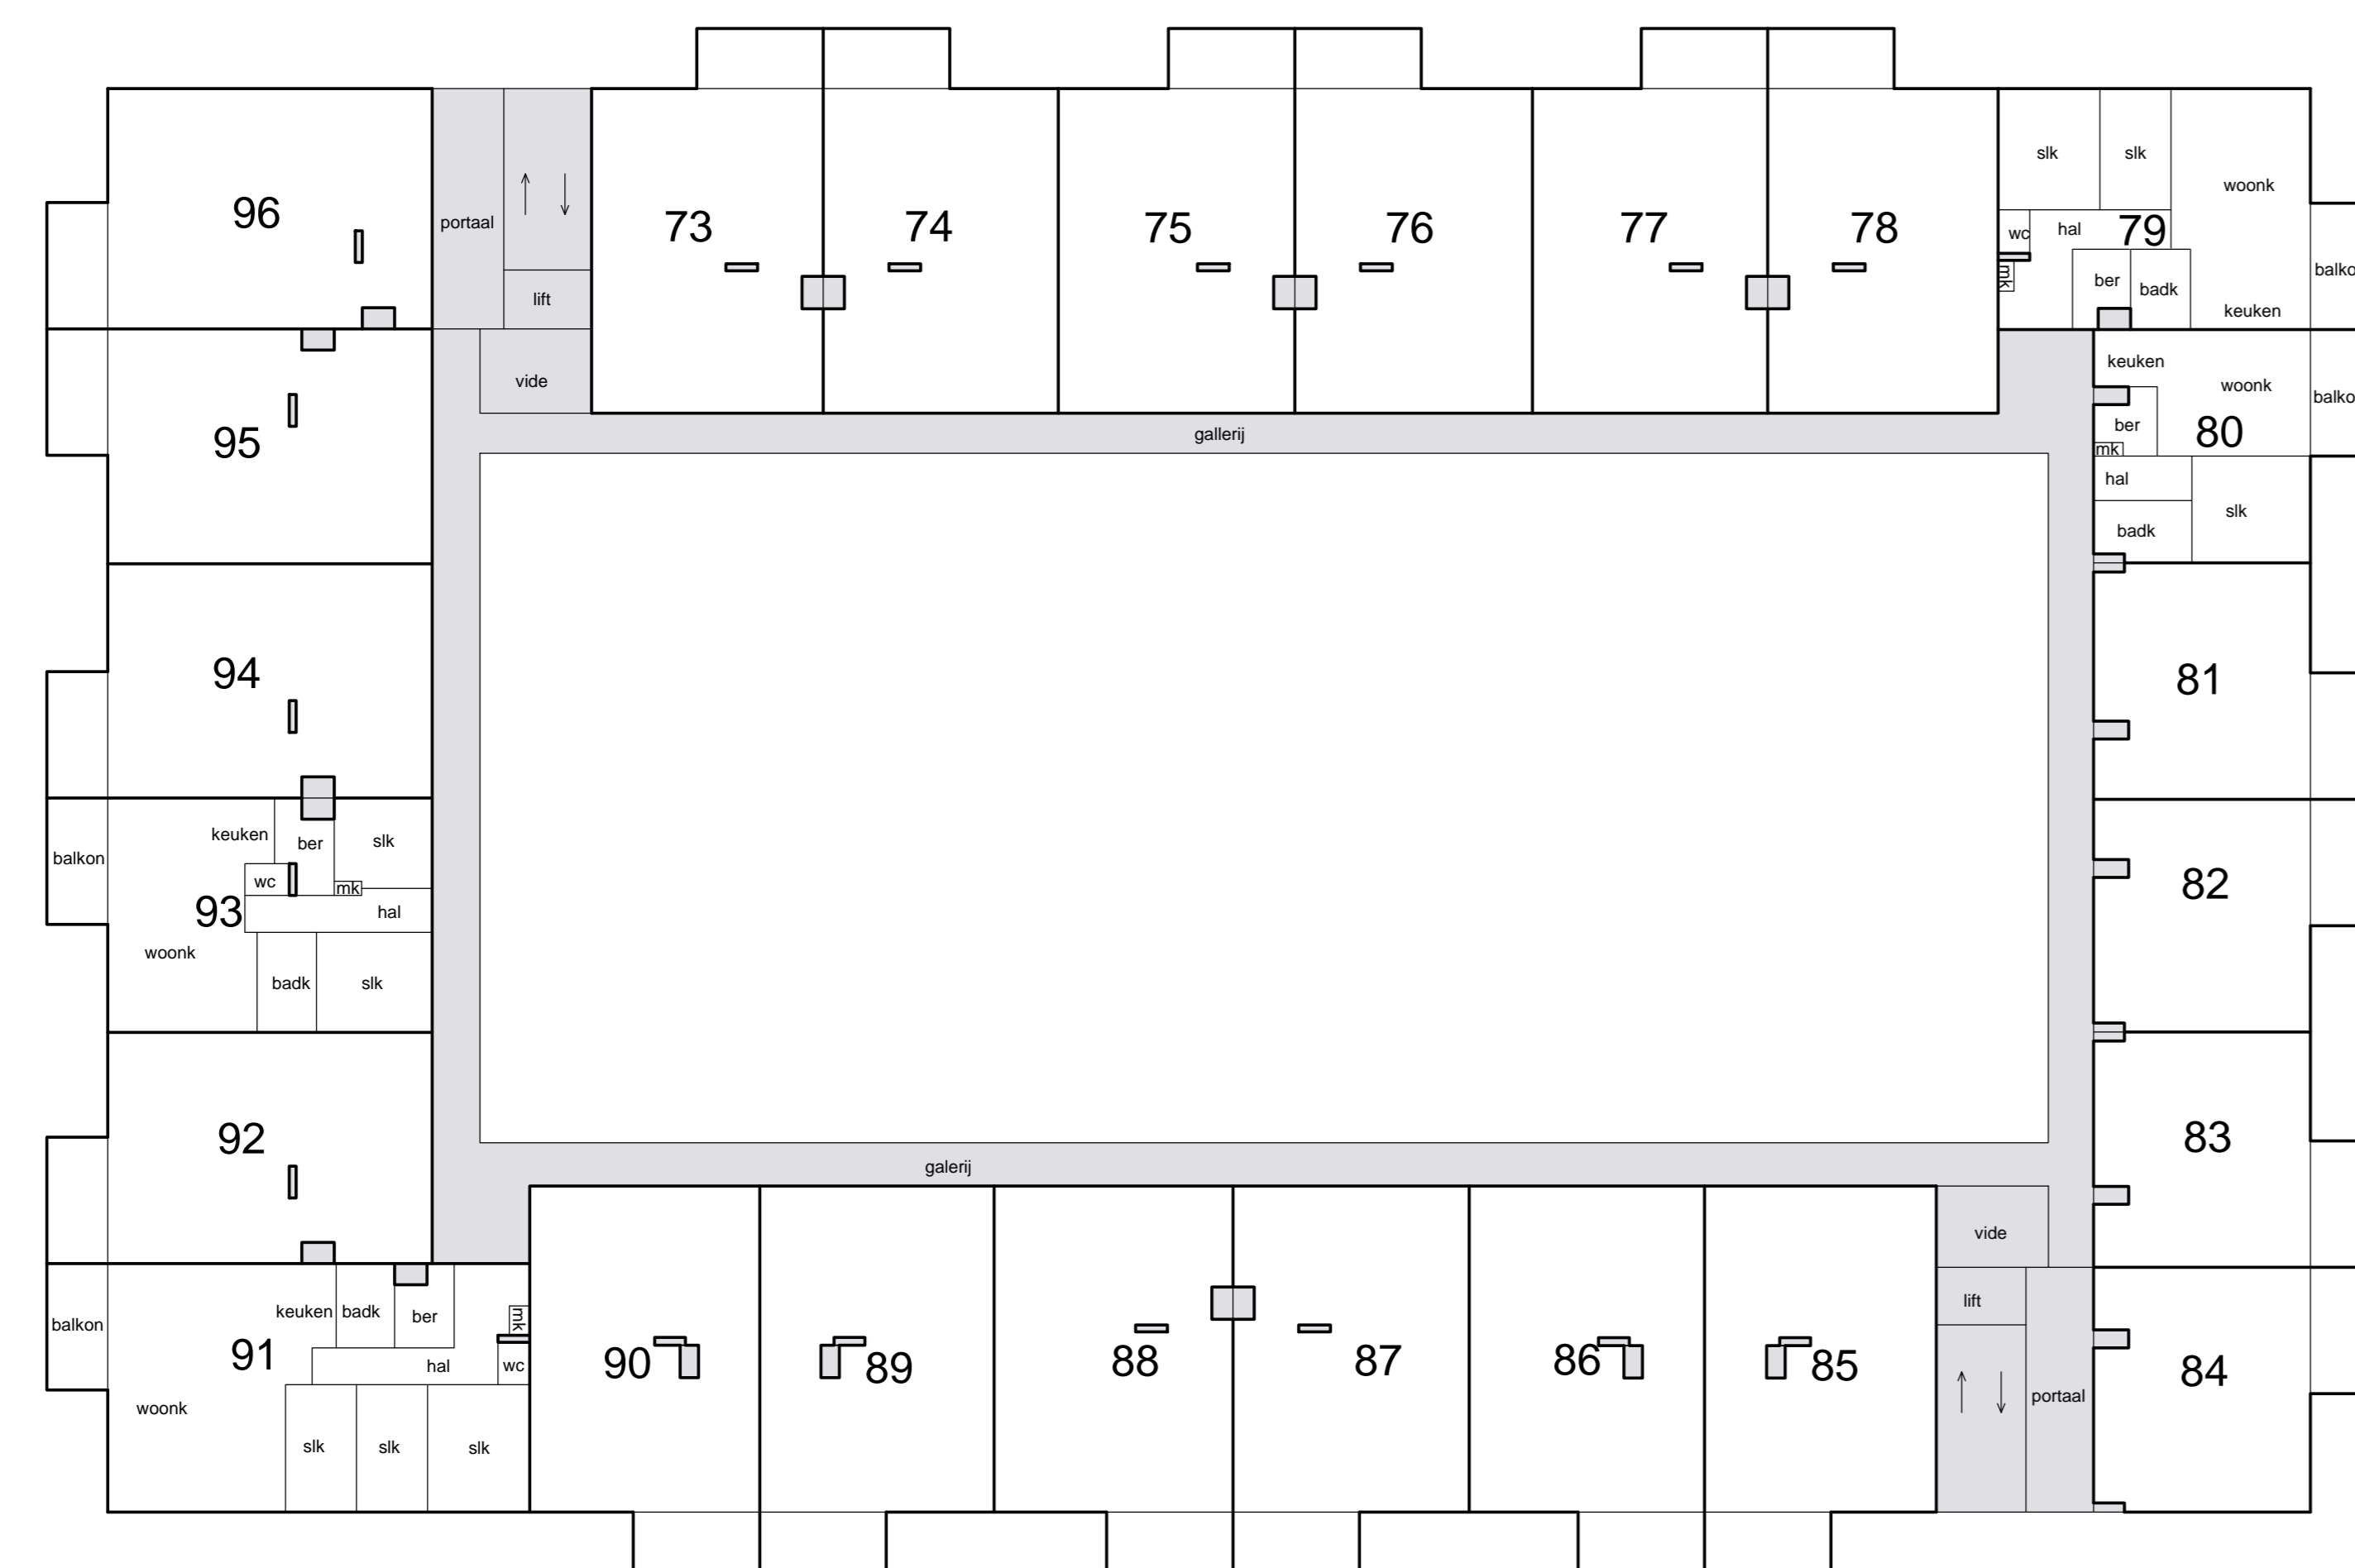 96
portaal
lift
vide
73
74
75
76
77
78
slk
slk
woonk
wc
hal
79
mk
ber
badk
keuken
balko
95
gallerij
keuken
woonk
balko
ber
80
mk
hal
slk
badk
94
81
keuken
ber
slk
balkon
wc
mk
93
hal
woonk
badk
slk
82
92
83
galerij
vide
lift
portaal
balkon
keuken
badk
ber
mk
91
hal
wc
woonk
slk
slk
slk
90
89
88
87
86
85
84